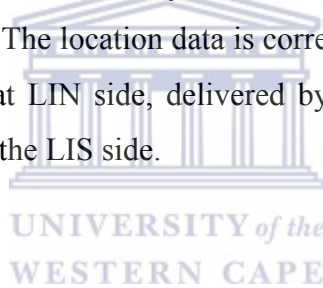 The location data is corre
at LIN side, delivered by
the LIS side.
UNIVERSITY of the
WESTERN CAPE